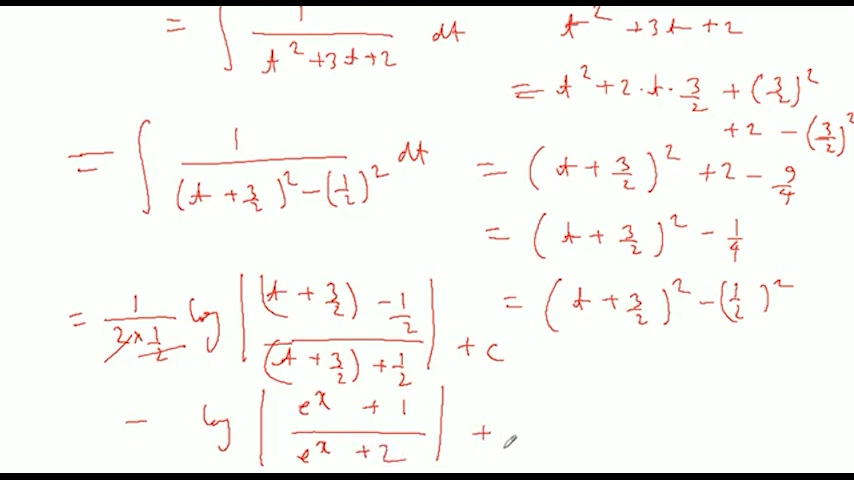 = ∫ 1/(t² + 3t + 2) dt
= ∫ 1/((t + 3/2)² - (1/2)²) dt
= 1/(2 × 1/2) log |((t + 3/2) - 1/2)/((t + 3/2) + 1/2)| + c
- log |(e^x + 1)/(e^x + 2)| +
t² + 3t + 2
= t² + 2·t·3/2 + (3/2)²
+ 2 - (3/2)²
= (t + 3/2)² + 2 - 9/4
= (t + 3/2)² - 1/4
= (t + 3/2)² - (1/2)²